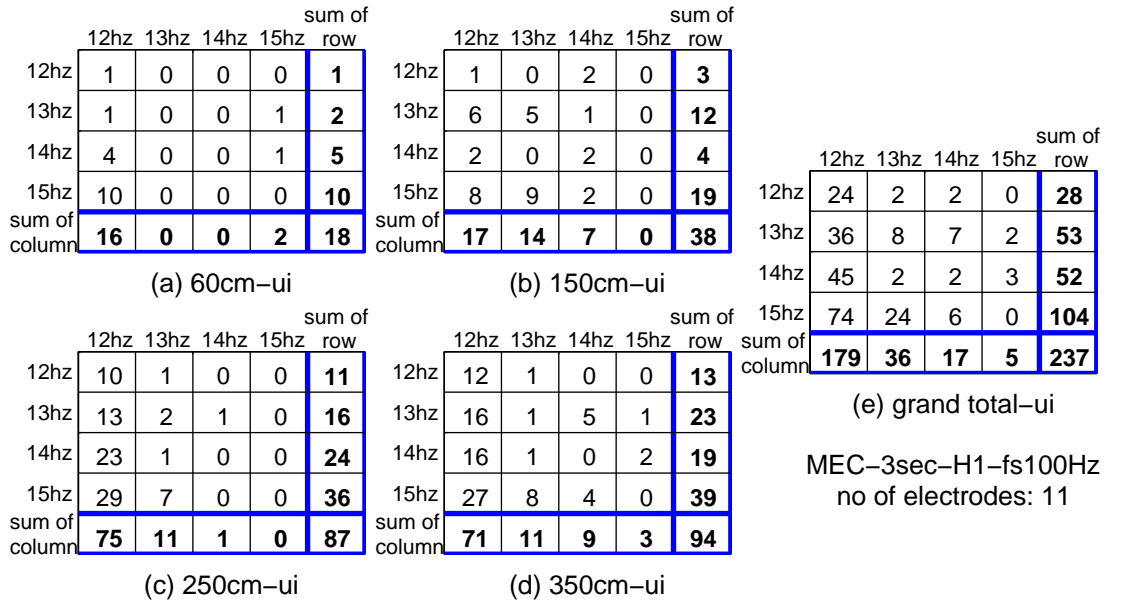 sum of
12hz 13hz 14hz 15hz row
12hz 1 0 0 0 1
13hz 1 0 0 1 2
14hz 4 0 0 1 5
15hz 10 0 0 0 10
sum of
column 16 0 0 2 18
(a) 60cm−ui
sum of
12hz 13hz 14hz 15hz row
12hz 1 0 2 0 3
13hz 6 5 1 0 12
14hz 2 0 2 0 4
15hz 8 9 2 0 19
sum of
column 17 14 7 0 38
(b) 150cm−ui
sum of
12hz 13hz 14hz 15hz row
12hz 10 1 0 0 11
13hz 13 2 1 0 16
14hz 23 1 0 0 24
15hz 29 7 0 0 36
sum of
column 75 11 1 0 87
(c) 250cm−ui
sum of
12hz 13hz 14hz 15hz row
12hz 12 1 0 0 13
13hz 16 1 5 1 23
14hz 16 1 0 2 19
15hz 27 8 4 0 39
sum of
column 71 11 9 3 94
(d) 350cm−ui
sum of
12hz 13hz 14hz 15hz row
12hz 24 2 2 0 28
13hz 36 8 7 2 53
14hz 45 2 2 3 52
15hz 74 24 6 0 104
sum of
column 179 36 17 5 237
(e) grand total−ui
MEC−3sec−H1−fs100Hz
no of electrodes: 11